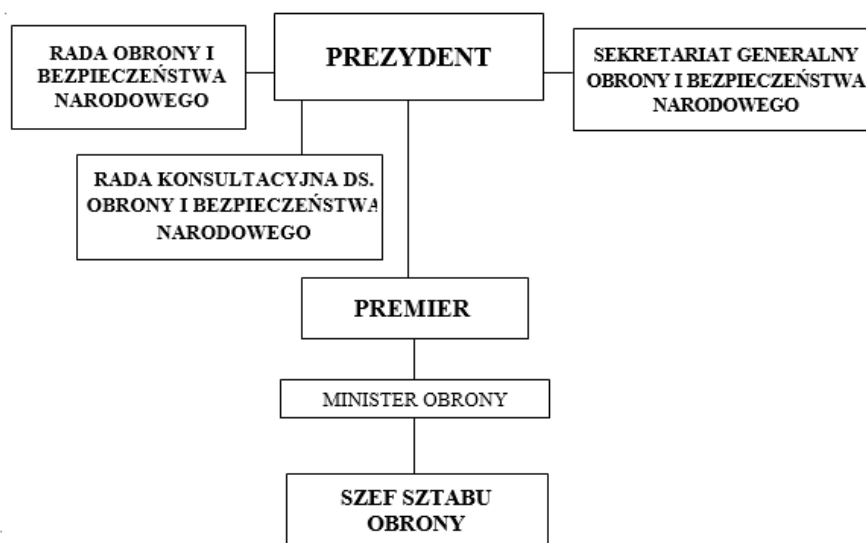 PREZYDENT
RADA OBRONY I
BEZPIECZEŃSTWA
NARODOWEGO
SEKRETARIAT GENERALNY
OBRONY I BEZPIECZEŃSTWA
NARODOWEGO
RADA KONSULTACYJNA DS.
OBRONY I BEZPIECZEŃSTWA
NARODOWEGO
PREMIER
MINISTER OBRONY
SZEF SZTABU
OBRONY